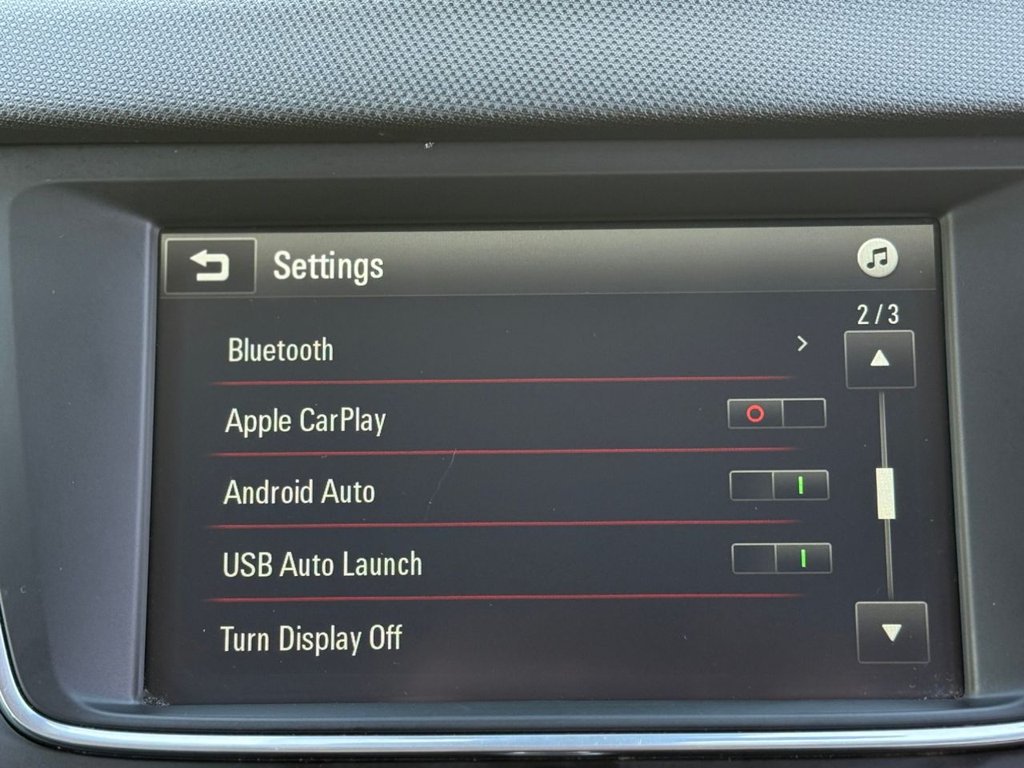 Settings
2/3
Bluetooth
Apple CarPlay
Android Auto
USB Auto Launch
Turn Display Off